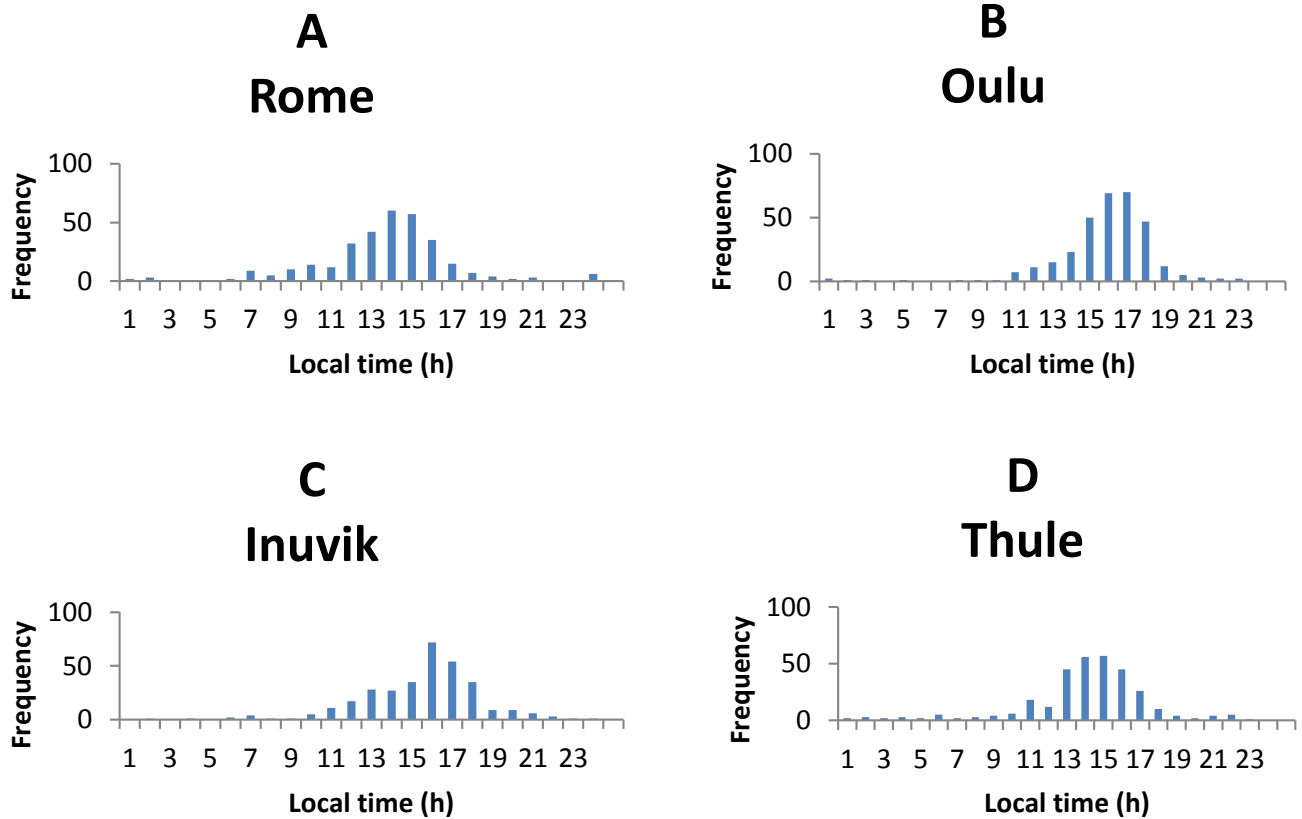 A
Rome
100
50
0
Frequency
1 3 5 7 9 11 13 15 17 19 21 23
Local time (h)
B
Oulu
100
50
0
Frequency
1 3 5 7 9 11 13 15 17 19 21 23
Local time (h)
C
Inuvik
100
50
0
Frequency
1 3 5 7 9 11 13 15 17 19 21 23
Local time (h)
D
Thule
100
50
0
Frequency
1 3 5 7 9 11 13 15 17 19 21 23
Local time (h)